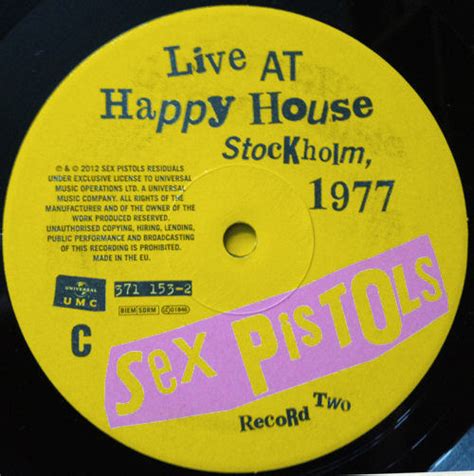 Live AT
Happy House
Stockholm,
1977
℗ & © 2012 SEX PISTOLS RESIDUALS
UNDER EXCLUSIVE LICENSE TO UNIVERSAL
MUSIC OPERATIONS LTD. A UNIVERSAL
MUSIC COMPANY. ALL RIGHTS OF THE
MANUFACTURER AND OF THE OWNER OF THE
WORK PRODUCED RESERVED.
UNAUTHORISED COPYING, HIRING, LENDING,
PUBLIC PERFORMANCE AND BROADCASTING
OF THIS RECORDING IS PROHIBITED.
MADE IN THE EU.
UNIVERSAL
UMC
371 153-2
BIEM/SDRM
C
Sex PisTOls
RecoRd Two